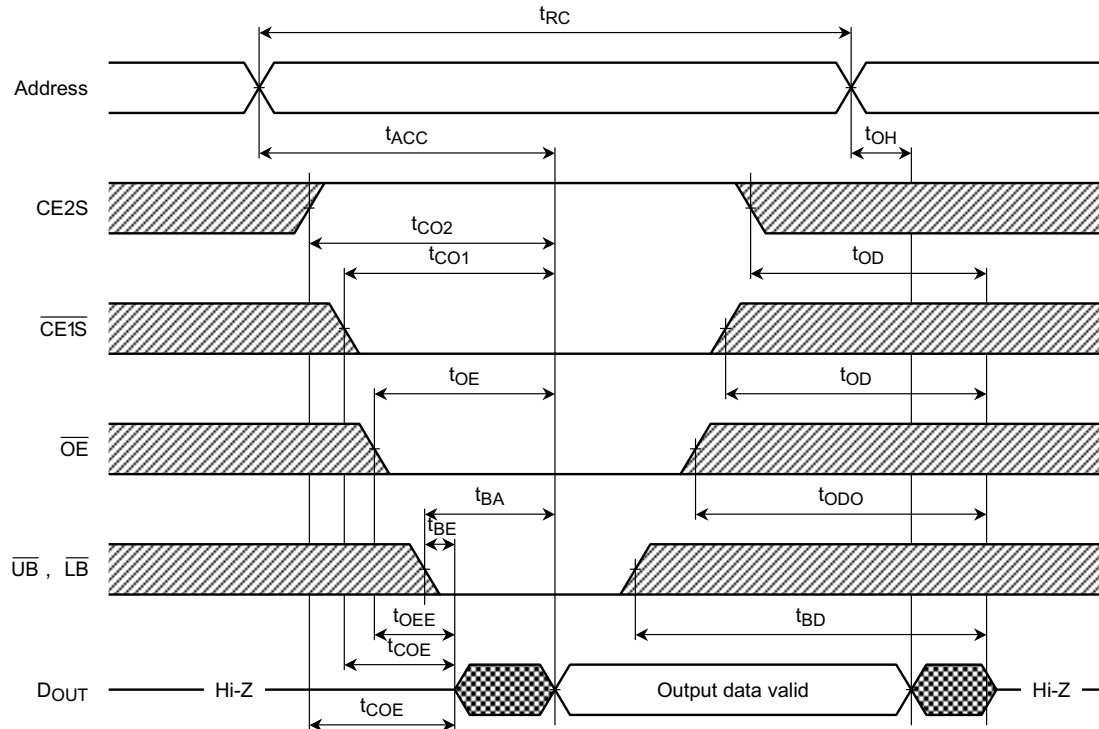 tRC
Address
tACC
tOH
CE2S
tCO2
tCO1
tOD
CE1S
tOE
tOD
OE
tBA
tODO
tBE
UB , LB
tOEE
tBD
tCOE
DOUT
Hi-Z
Output data valid
Hi-Z
tCOE